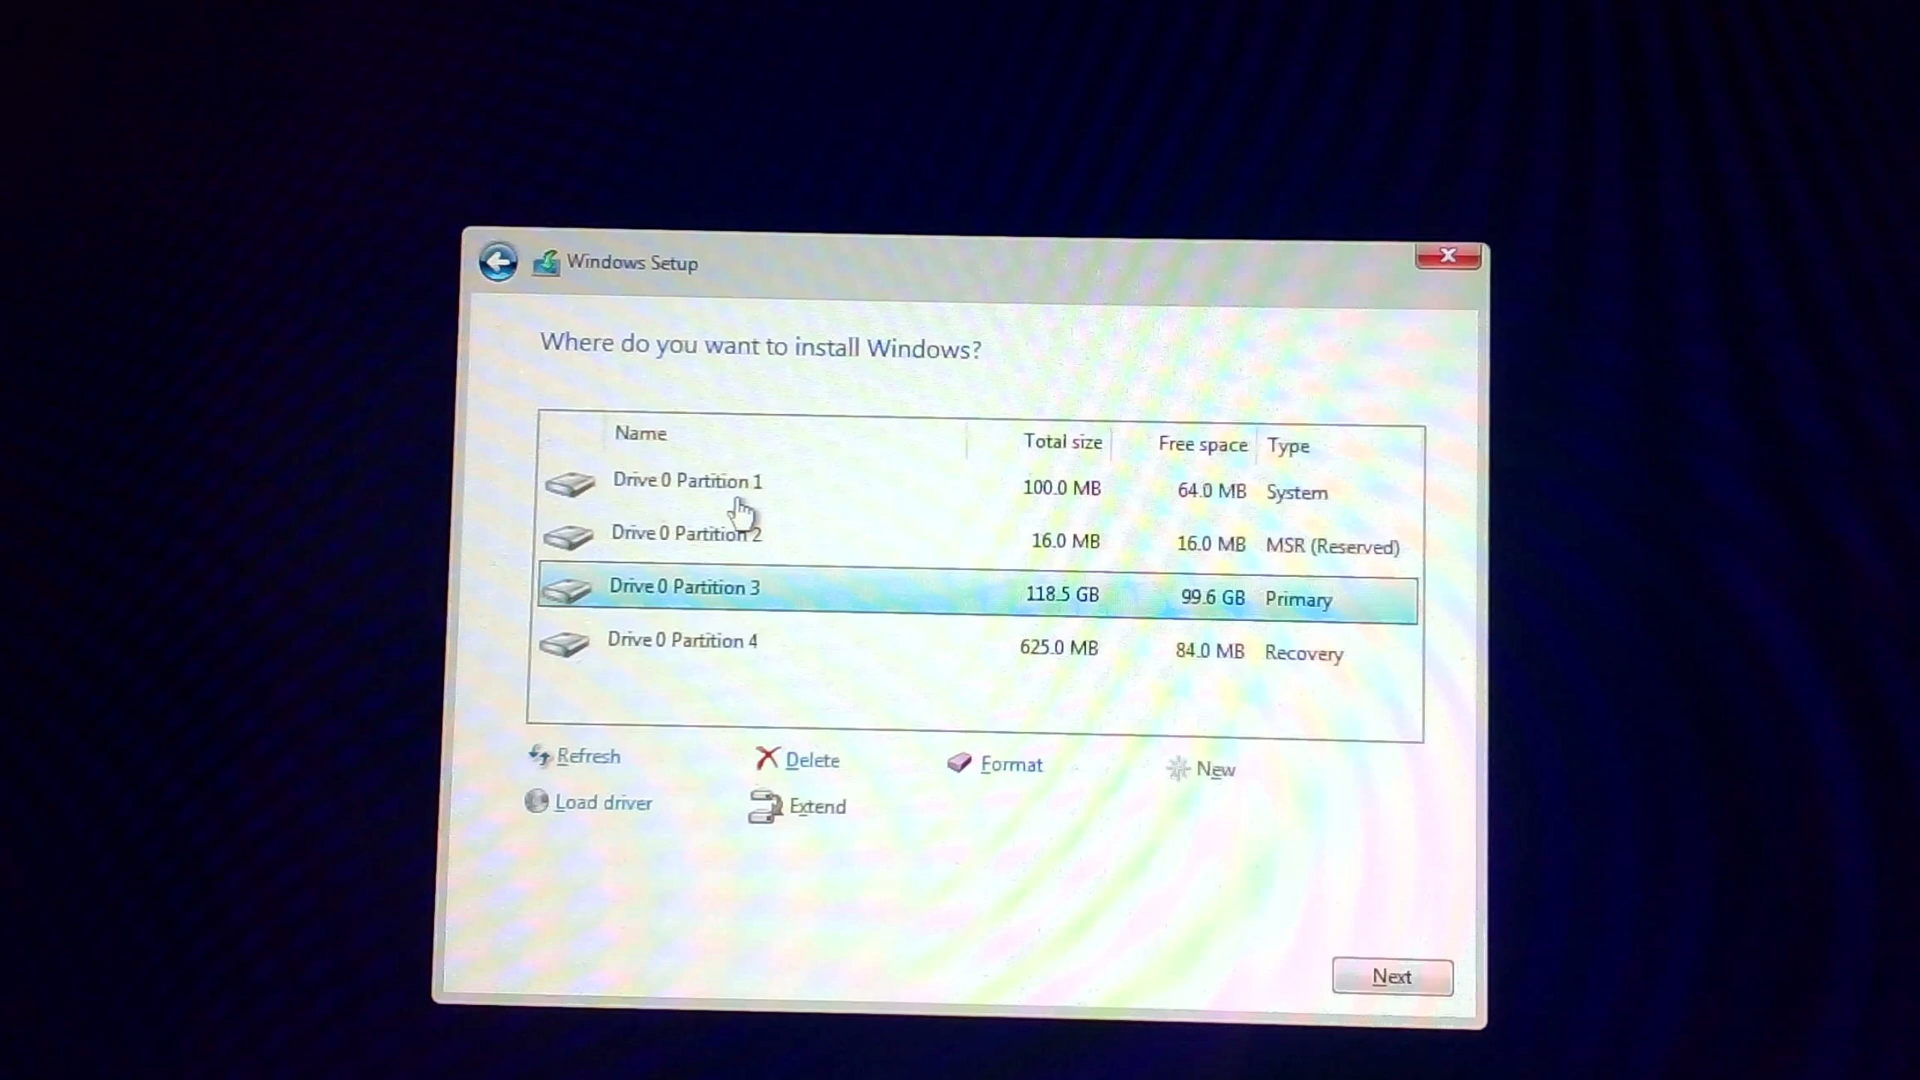 Windows Setup
Where do you want to install Windows?
Name Total size Free space Type
Drive 0 Partition 1 100.0 MB 64.0 MB System
Drive 0 Partition 2 16.0 MB 16.0 MB MSR (Reserved)
Drive 0 Partition 3 118.5 GB 99.6 GB Primary
Drive 0 Partition 4 625.0 MB 84.0 MB Recovery
Refresh Delete Format New
Load driver Extend
Next